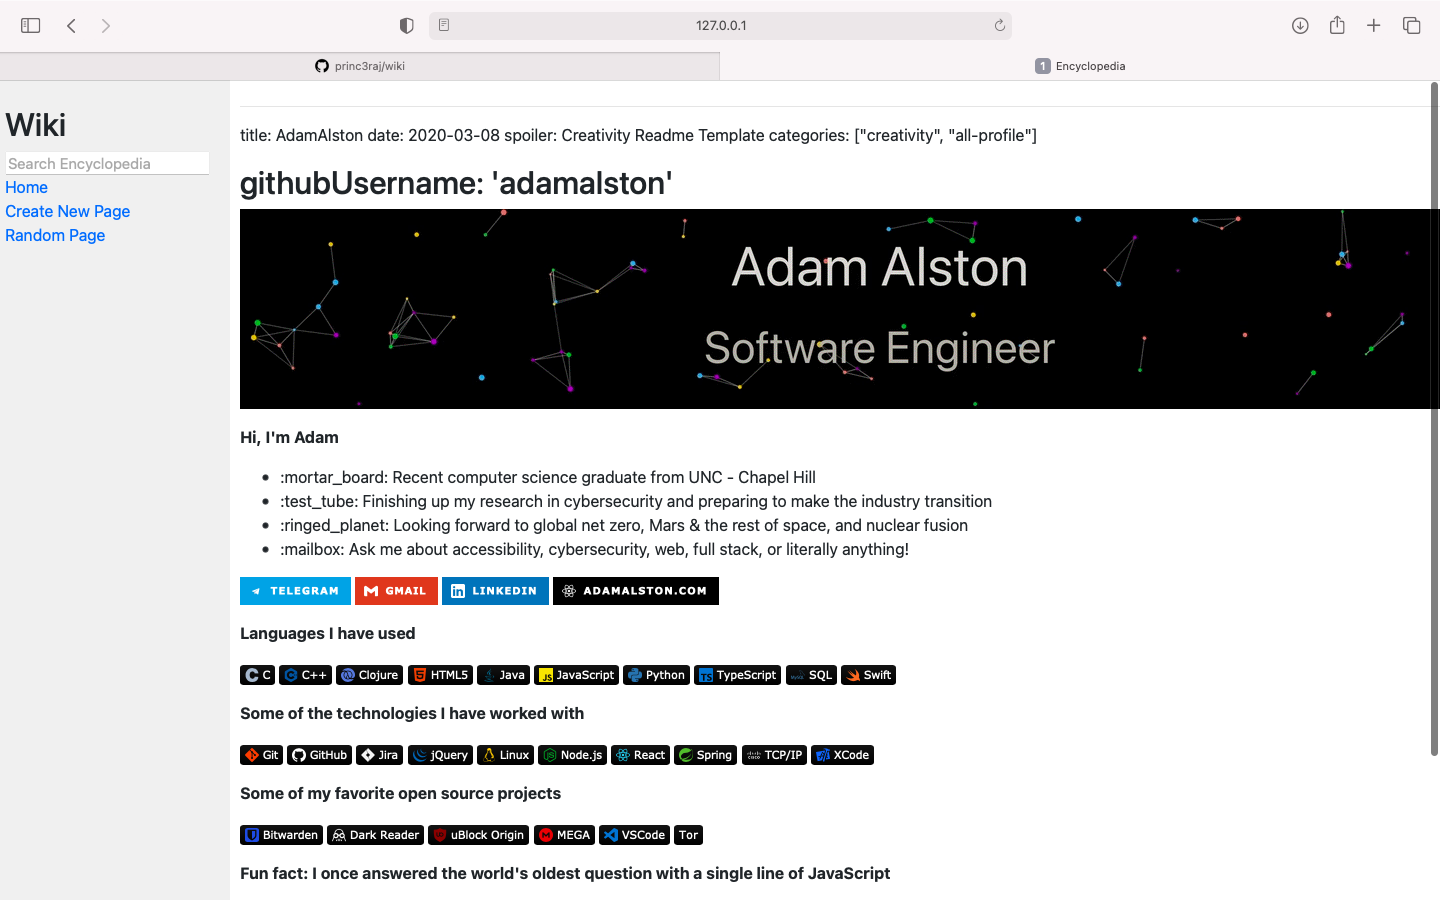 127.0.0.1
princ3raj/wiki
1 Encyclopedia
Wiki
Search Encyclopedia
Home
Create New Page
Random Page
title: AdamAlston date: 2020-03-08 spoiler: Creativity Readme Template categories: ["creativity", "all-profile"]
githubUsername: 'adamalston'
Adam Alston
Software Engineer
Hi, I'm Adam
:mortar_board: Recent computer science graduate from UNC - Chapel Hill
:test_tube: Finishing up my research in cybersecurity and preparing to make the industry transition
:ringed_planet: Looking forward to global net zero, Mars & the rest of space, and nuclear fusion
:mailbox: Ask me about accessibility, cybersecurity, web, full stack, or literally anything!
TELEGRAM GMAIL LINKEDIN ADAMALSTON.COM
Languages I have used
C C++ Clojure HTML5 Java JavaScript Python TypeScript SQL Swift
Some of the technologies I have worked with
Git GitHub Jira jQuery Linux Node.js React Spring TCP/IP XCode
Some of my favorite open source projects
Bitwarden Dark Reader uBlock Origin MEGA VSCode Tor
Fun fact: I once answered the world's oldest question with a single line of JavaScript